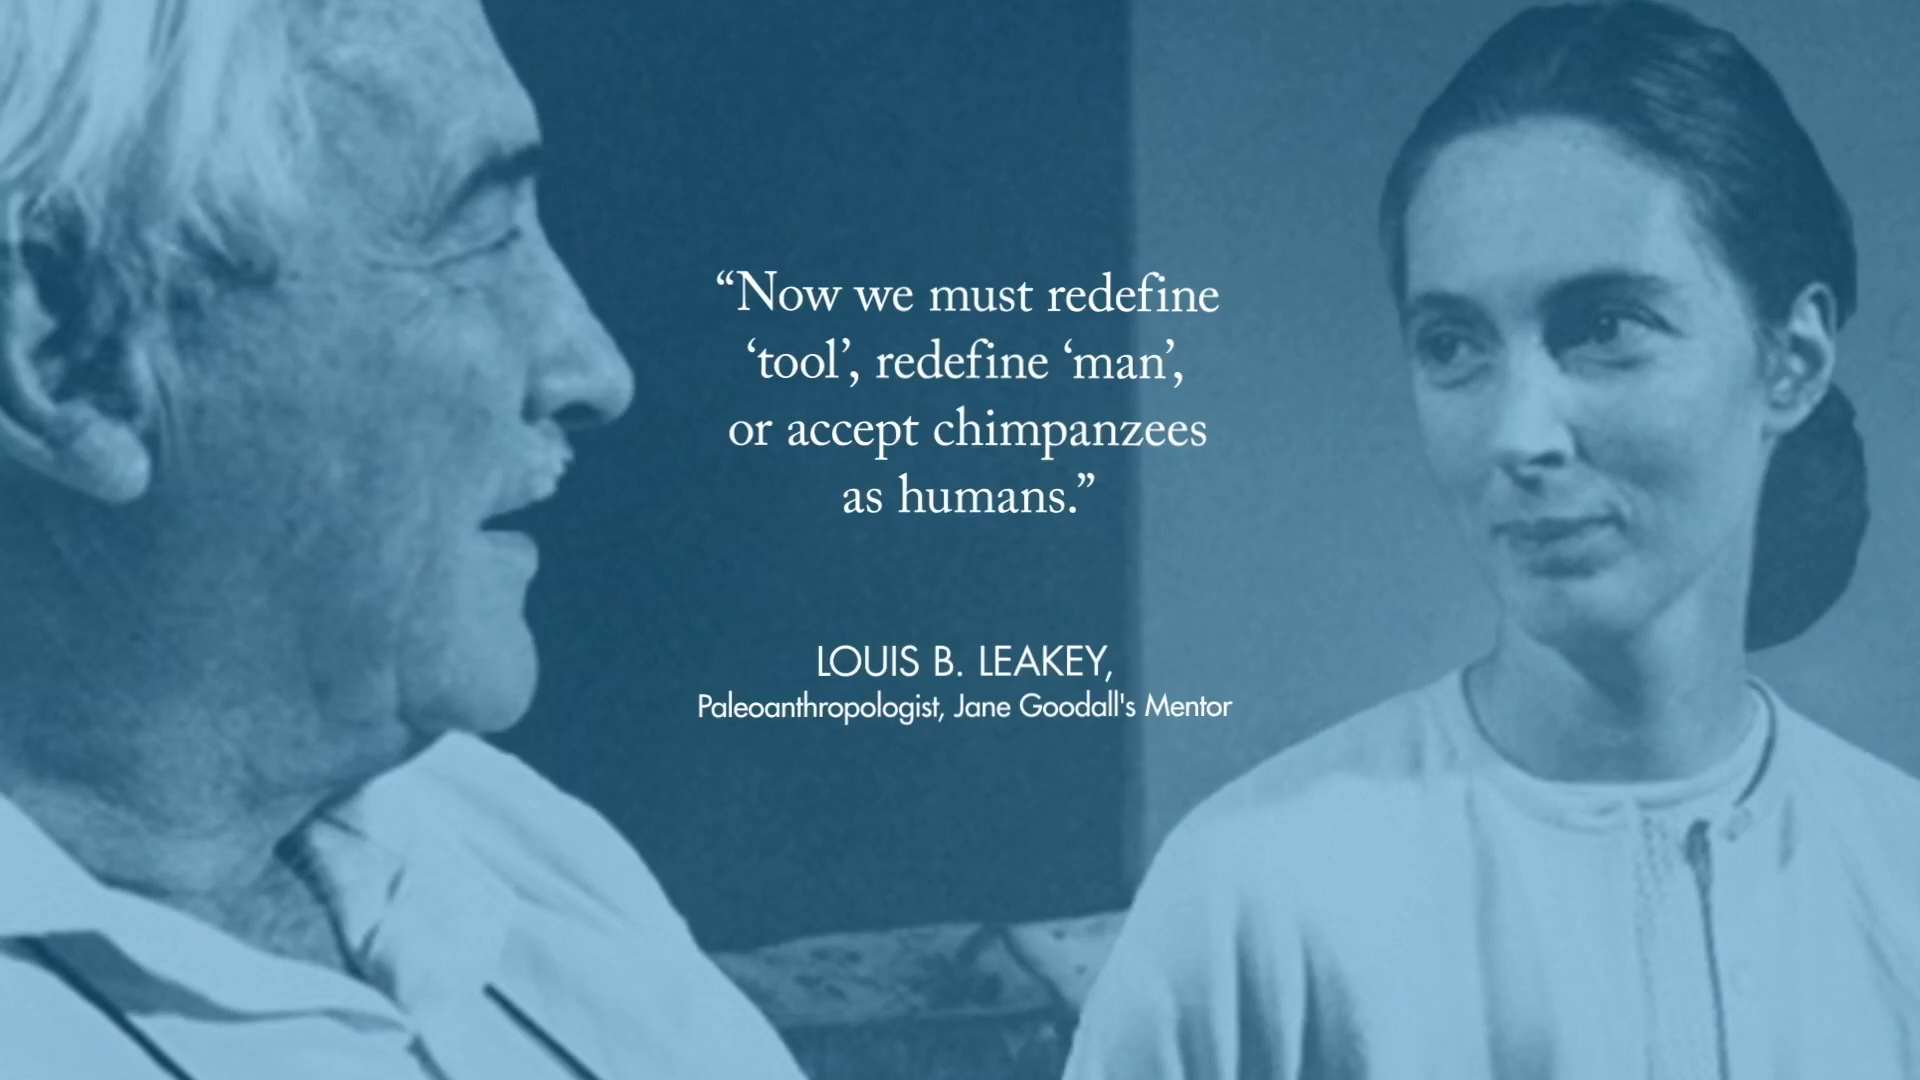 “Now we must redefine
‘tool’, redefine ‘man’,
or accept chimpanzees
as humans.”
LOUIS B. LEAKEY,
Paleoanthropologist, Jane Goodall's Mentor